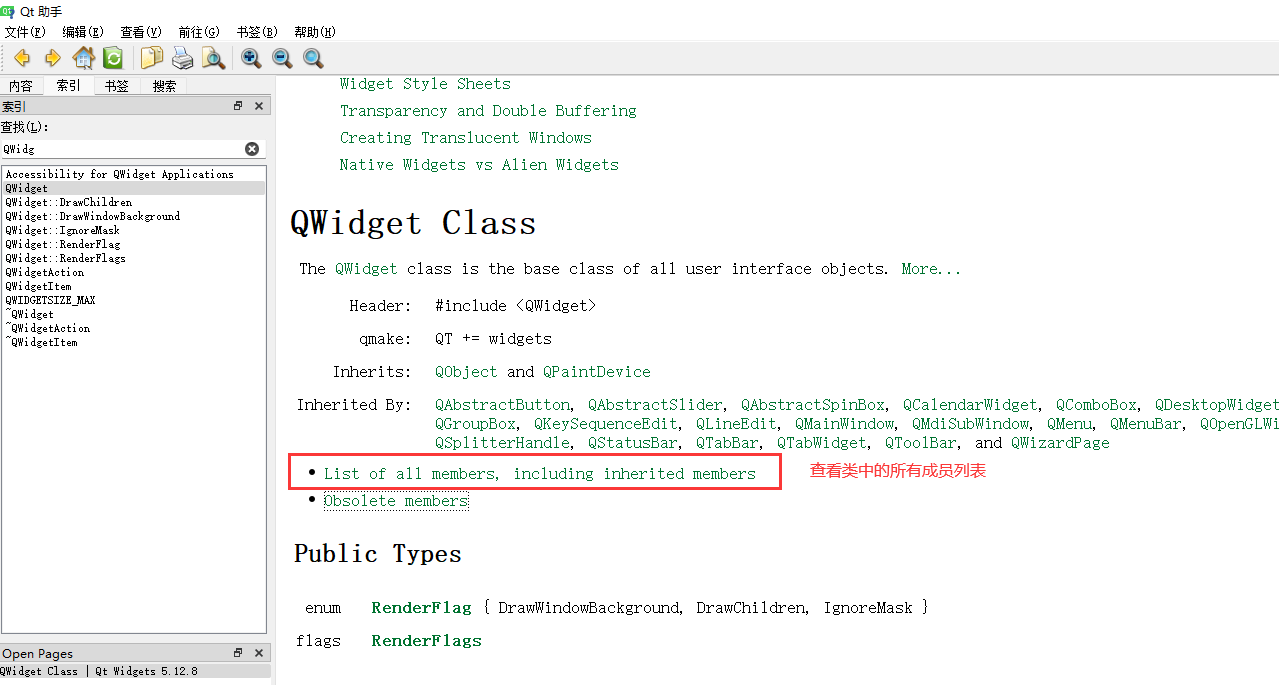 Qt 助手
文件(F) 编辑(E) 查看(V) 前往(G) 书签(B) 帮助(H)
内容 索引 书签 搜索
索引
查找(L):
QWidg
Accessibility for QWidget Applications
QWidget
QWidget::DrawChildren
QWidget::DrawWindowBackground
QWidget::IgnoreMask
QWidget::RenderFlag
QWidget::RenderFlags
QWidgetAction
QWidgetItem
QWIDGETSIZE_MAX
~QWidget
~QWidgetAction
~QWidgetItem
Open Pages
QWidget Class | Qt Widgets 5.12.8
Widget Style Sheets
Transparency and Double Buffering
Creating Translucent Windows
Native Widgets vs Alien Widgets
QWidget Class
The QWidget class is the base class of all user interface objects. More...
Header: #include <QWidget>
qmake: QT += widgets
Inherits: QObject and QPaintDevice
Inherited By: QAbstractButton, QAbstractSlider, QAbstractSpinBox, QCalendarWidget, QComboBox, QDesktopWidget
QGroupBox, QKeySequenceEdit, QLineEdit, QMainWindow, QMdiSubWindow, QMenu, QMenuBar, QOpenGLWi
QSplitterHandle, QStatusBar, QTabBar, QTabWidget, QToolBar, and QWizardPage
• List of all members, including inherited members 查看类中的所有成员列表
• Obsolete members
Public Types
enum RenderFlag { DrawWindowBackground, DrawChildren, IgnoreMask }
flags RenderFlags